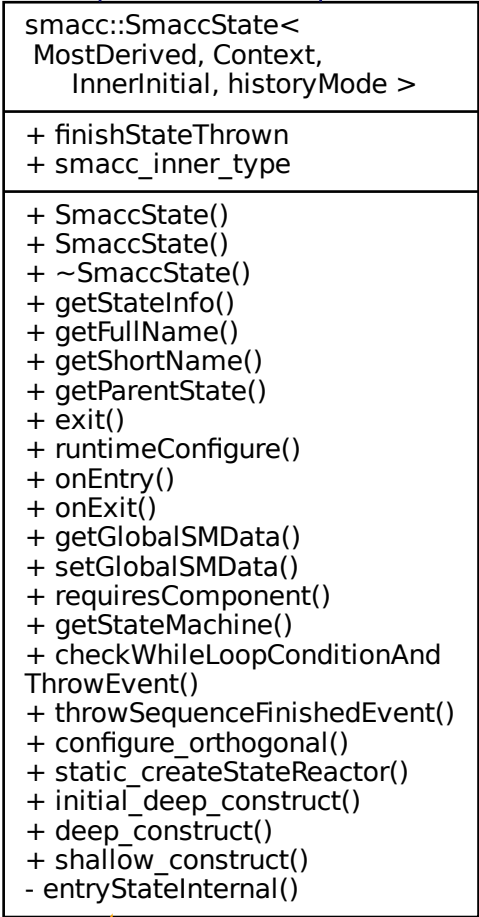 smacc::SmaccState<
MostDerived, Context,
InnerInitial, historyMode >
+ finishStateThrown
+ smacc_inner_type
+ SmaccState()
+ SmaccState()
+ ~SmaccState()
+ getStateInfo()
+ getFullName()
+ getShortName()
+ getParentState()
+ exit()
+ runtimeConfigure()
+ onEntry()
+ onExit()
+ getGlobalSMData()
+ setGlobalSMData()
+ requiresComponent()
+ getStateMachine()
+ checkWhileLoopConditionAnd
ThrowEvent()
+ throwSequenceFinishedEvent()
+ configure_orthogonal()
+ static_createStateReactor()
+ initial_deep_construct()
+ deep_construct()
+ shallow_construct()
- entryStateInternal()